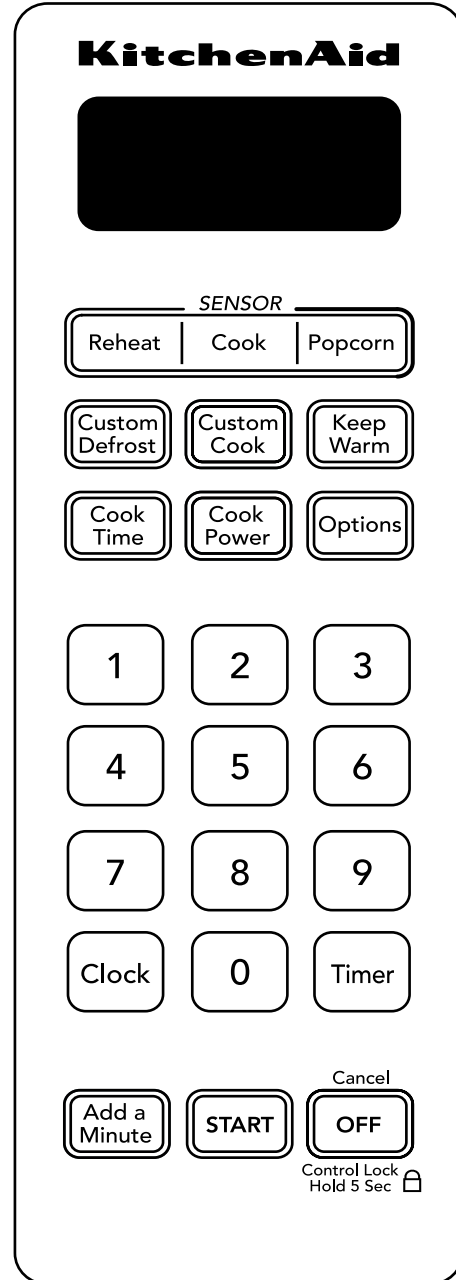 KitchenAid
SENSOR
Reheat Cook Popcorn
Custom Defrost
Custom Cook
Keep Warm
Cook Time
Cook Power
Options
1 2 3
4 5 6
7 8 9
Clock 0 Timer
Cancel
Add a Minute
START
OFF
Control Lock
Hold 5 Sec